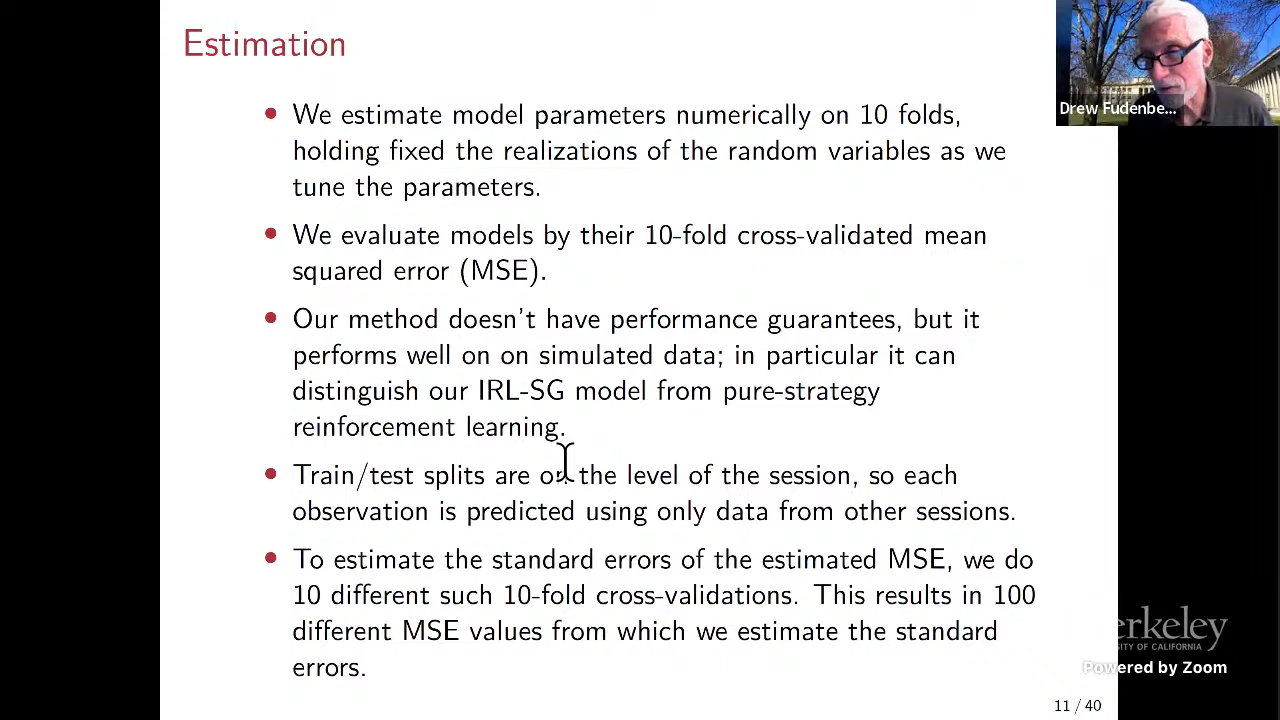 Estimation
We estimate model parameters numerically on 10 folds,
holding fixed the realizations of the random variables as we
tune the parameters.
We evaluate models by their 10-fold cross-validated mean
squared error (MSE).
Our method doesn't have performance guarantees, but it
performs well on on simulated data; in particular it can
distinguish our IRL-SG model from pure-strategy
reinforcement learning.
Train/test splits are on the level of the session, so each
observation is predicted using only data from other sessions.
To estimate the standard errors of the estimated MSE, we do
10 different such 10-fold cross-validations. This results in 100
different MSE values from which we estimate the standard
errors.
Drew Fudenbe...
erkeley
SITY OF CALIFORNIA
Powered by Zoom
11 / 40